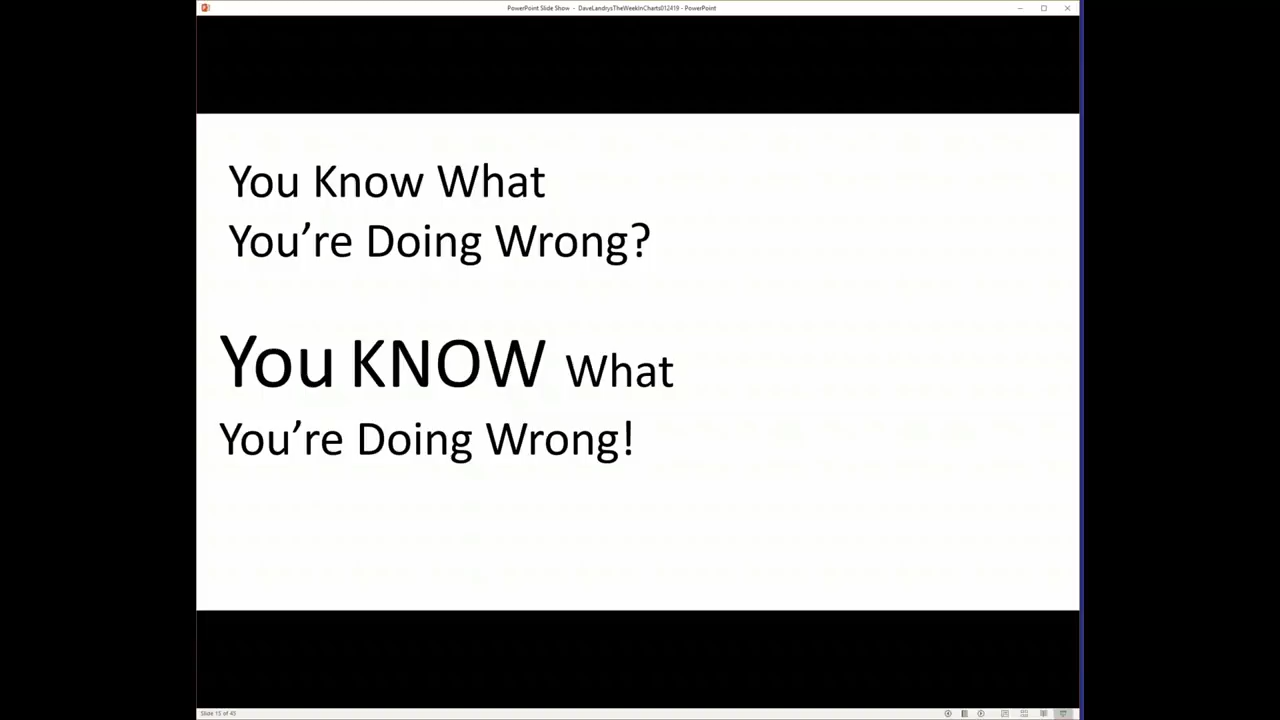 PowerPoint Slide Show - DaveLandrysTheWeekInCharts012419 - PowerPoint
You Know What
You're Doing Wrong?
You KNOW What
You're Doing Wrong!
Slide 15 of 45